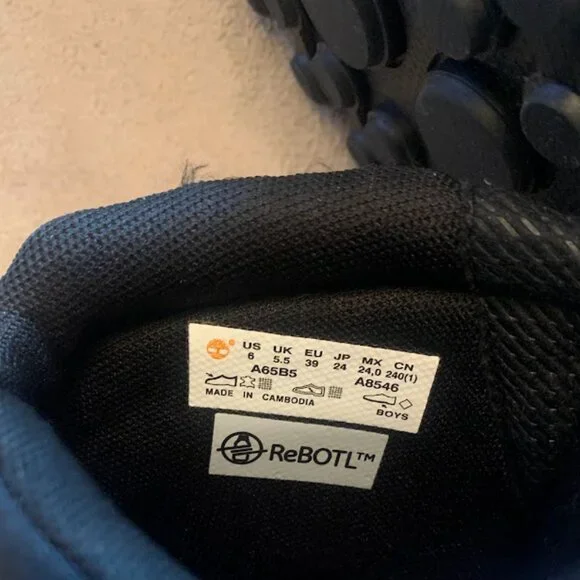 US UK EU JP MX CN
6 5.5 39 24 24,0 240(1)
A65B5 A8546
MADE IN CAMBODIA BOYS
ReBOTL™